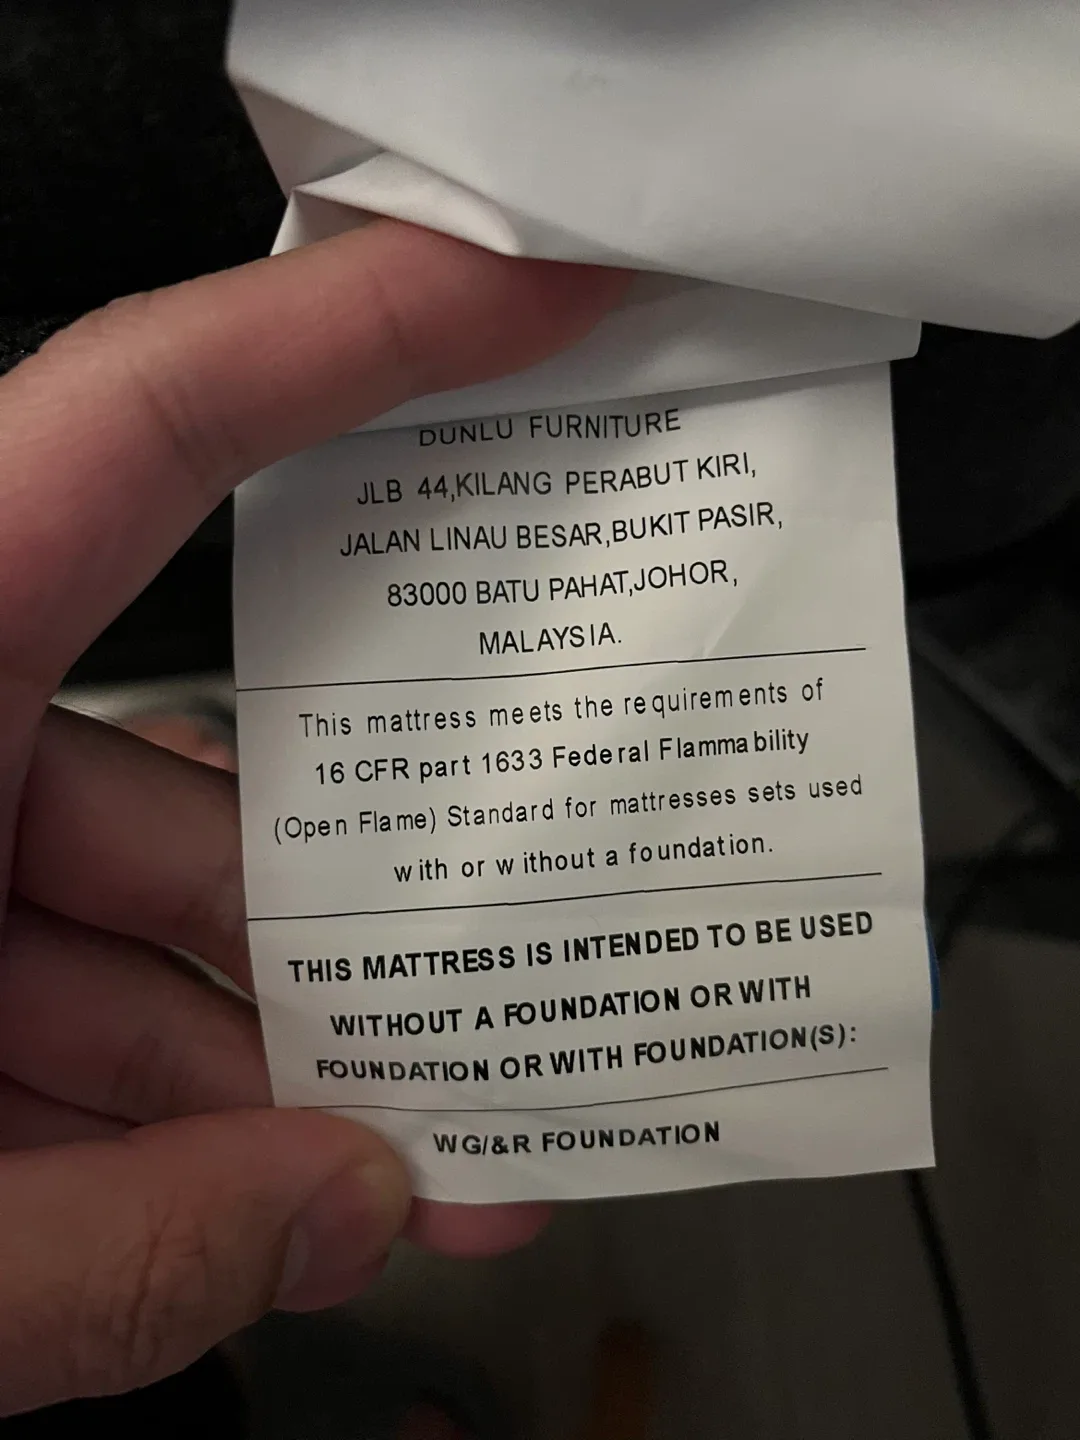 DUNLU FURNITURE
JLB 44,KILANG PERABUT KIRI,
JALAN LINAU BESAR,BUKIT PASIR,
83000 BATU PAHAT,JOHOR,
MALAYSIA.
This mattress meets the requirements of
16 CFR part 1633 Federal Flammability
(Open Flame) Standard for mattresses sets used
with or without a foundation.
THIS MATTRESS IS INTENDED TO BE USED
WITHOUT A FOUNDATION OR WITH
FOUNDATION OR WITH FOUNDATION(S):
WG/&R FOUNDATION